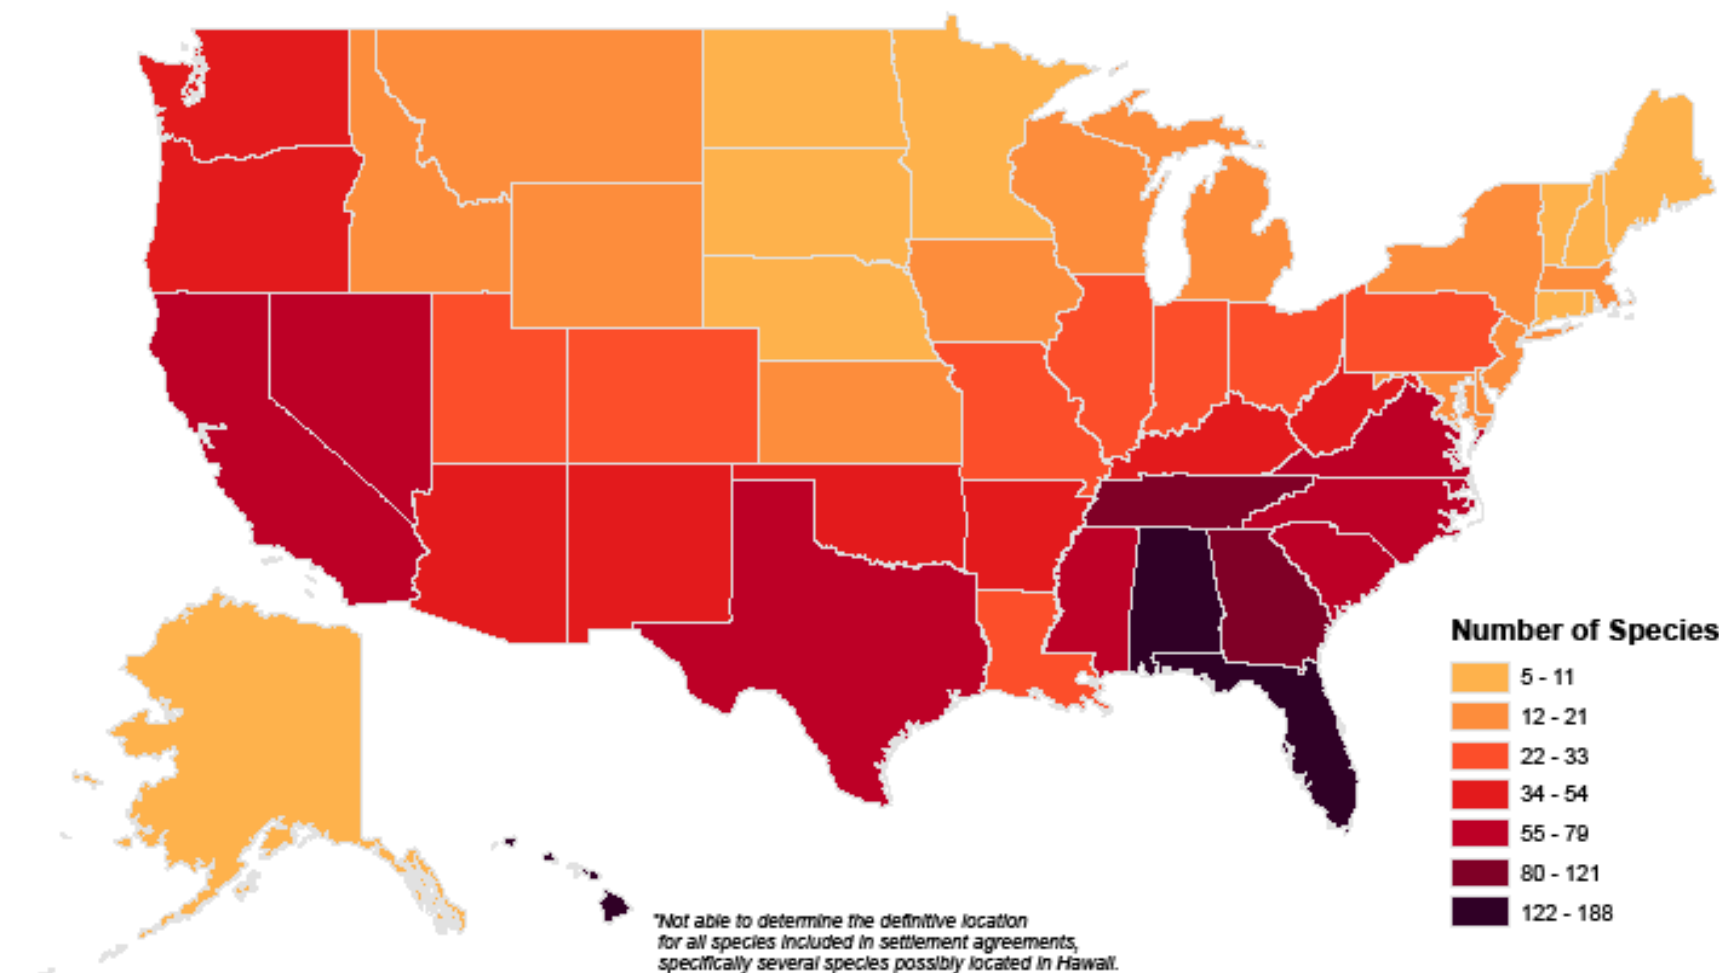 Number of Species
5 - 11
12 - 21
22 - 33
34 - 54
55 - 79
80 - 121
122 - 188
*Not able to determine the definitive location
for all species included in settlement agreements,
specifically several species possibly located in Hawaii.